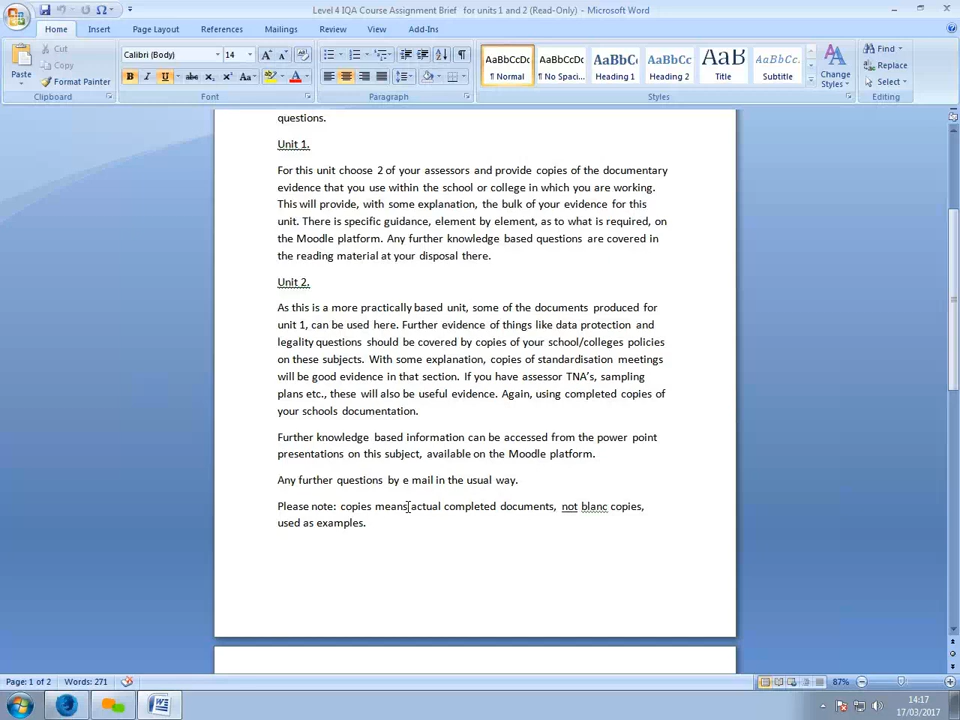 Level 4 IQA Course Assignment Brief for units 1 and 2 (Read-Only) - Microsoft Word
Home Insert Page Layout References Mailings Review View Add-Ins
Paste
Cut
Copy
Format Painter
Clipboard
Calibri (Body) 14
Font
Paragraph
AaBbCcDc AaBbCcDc AaBbC AaBbCc AaB AaBbCc.
¶ Normal ¶ No Spaci... Heading 1 Heading 2 Title Subtitle
Change Styles
Styles
Find
Replace
Select
Editing
questions.
Unit 1.
For this unit choose 2 of your assessors and provide copies of the documentary
evidence that you use within the school or college in which you are working.
This will provide, with some explanation, the bulk of your evidence for this
unit. There is specific guidance, element by element, as to what is required, on
the Moodle platform. Any further knowledge based questions are covered in
the reading material at your disposal there.
Unit 2.
As this is a more practically based unit, some of the documents produced for
unit 1, can be used here. Further evidence of things like data protection and
legality questions should be covered by copies of your school/colleges policies
on these subjects. With some explanation, copies of standardisation meetings
will be good evidence in that section. If you have assessor TNA's, sampling
plans etc., these will also be useful evidence. Again, using completed copies of
your schools documentation.
Further knowledge based information can be accessed from the power point
presentations on this subject, available on the Moodle platform.
Any further questions by e mail in the usual way.
Please note: copies means actual completed documents, not blanc copies,
used as examples.
Page: 1 of 2 Words: 271 87%
14:17
17/03/2017